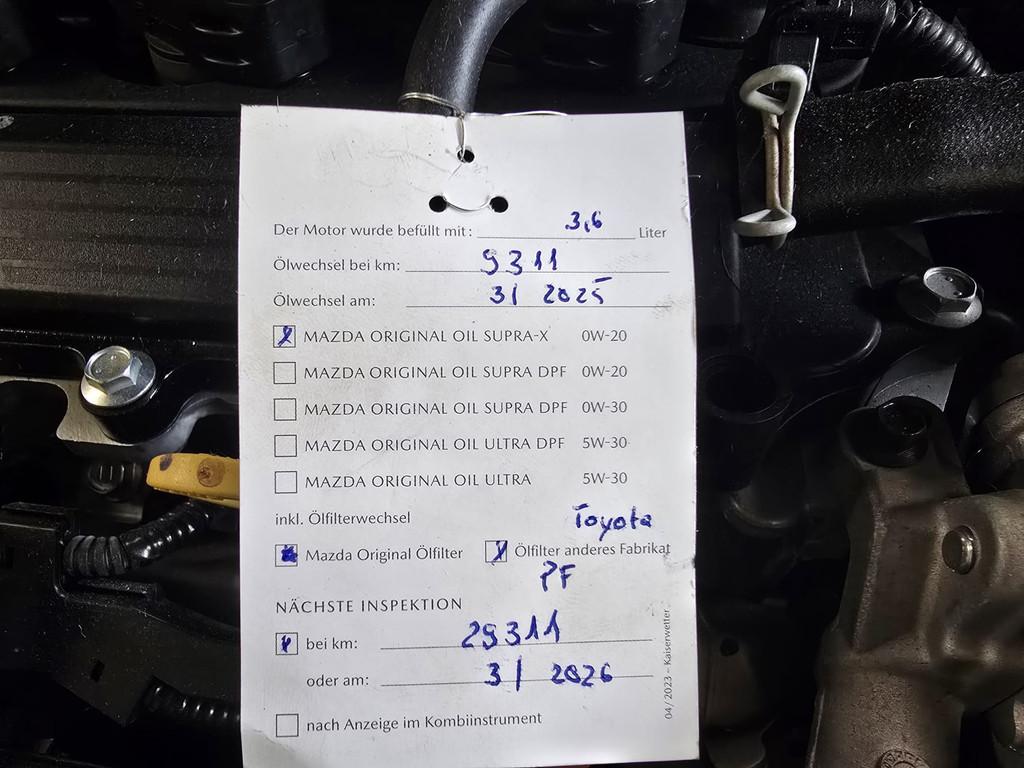 Der Motor wurde befüllt mit: 3,6 Liter
Ölwechsel bei km: 9311
Ölwechsel am: 3/ 2025
MAZDA ORIGINAL OIL SUPRA-X 0W-20
MAZDA ORIGINAL OIL SUPRA DPF 0W-20
MAZDA ORIGINAL OIL SUPRA DPF 0W-30
MAZDA ORIGINAL OIL ULTRA DPF 5W-30
MAZDA ORIGINAL OIL ULTRA 5W-30
inkl. Ölfilterwechsel Toyota
Mazda Original Ölfilter Ölfilter anderes Fabrikat
PF
NÄCHSTE INSPEKTION
bei km: 29311
oder am: 3/ 2026
nach Anzeige im Kombiinstrument
04/2023 – Kaiserwetter